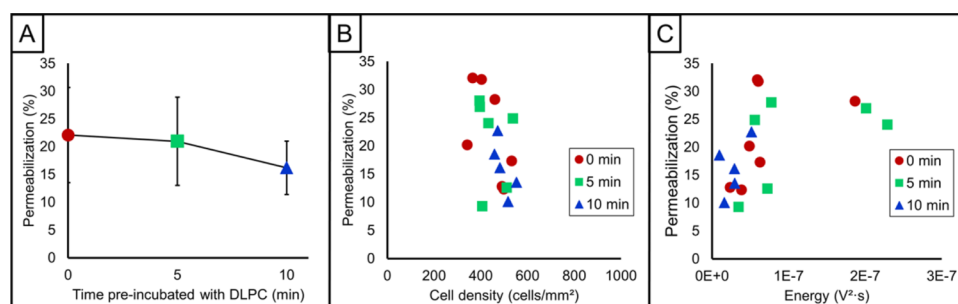 A
Permeabilization (%)
35
30
25
20
15
10
5
0
5
10
Time pre-incubated with DLPC (min)
B
Permeabilization (%)
35
30
25
20
15
10
5
0
200
400
600
800
1000
Cell density (cells/mm²)
0 min
5 min
10 min
C
Permeabilization (%)
35
30
25
20
15
10
5
0E+0
1E-7
2E-7
3E-7
Energy (V²·s)
0 min
5 min
10 min